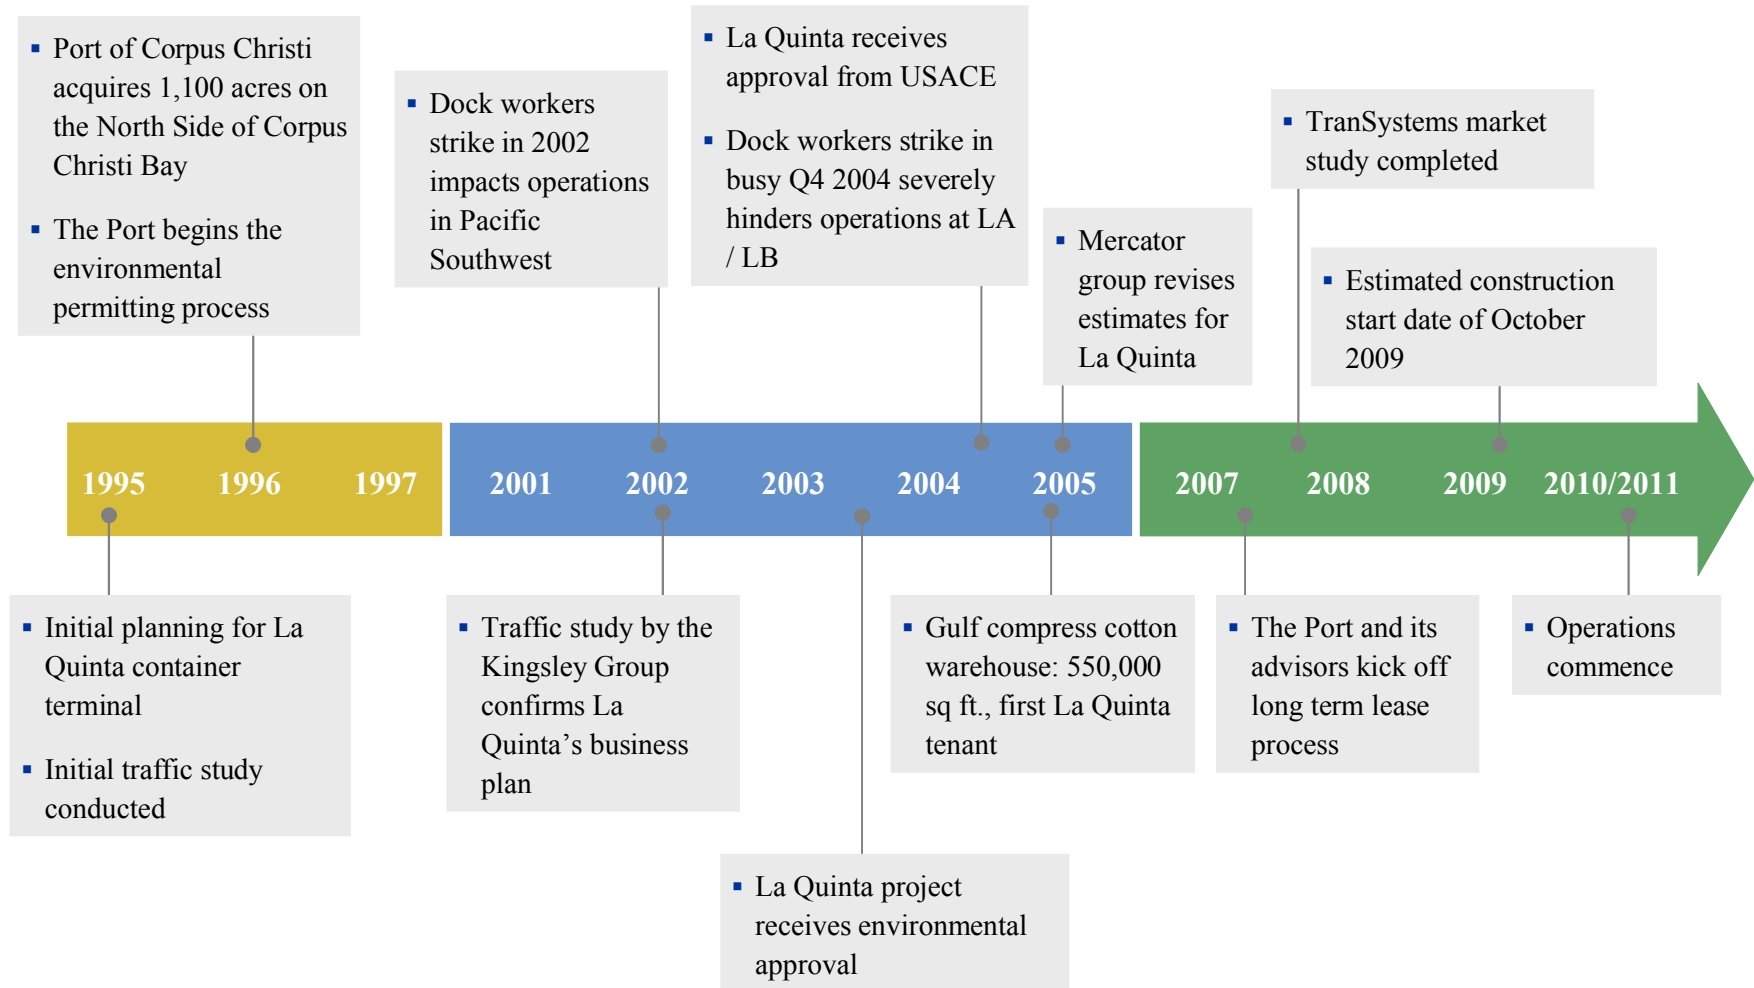 ▪ Port of Corpus Christi
acquires 1,100 acres on
the North Side of Corpus
Christi Bay
▪ The Port begins the
environmental
permitting process
▪ Dock workers
strike in 2002
impacts operations
in Pacific
Southwest
▪ La Quinta receives
approval from USACE
▪ Dock workers strike in
busy Q4 2004 severely
hinders operations at LA
/ LB
▪ Mercator
group revises
estimates for
La Quinta
▪ TranSystems market
study completed
▪ Estimated construction
start date of October
2009
1995 1996 1997 2001 2002 2003 2004 2005 2007 2008 2009 2010/2011
▪ Initial planning for La
Quinta container
terminal
▪ Initial traffic study
conducted
▪ Traffic study by the
Kingsley Group
confirms La
Quinta’s business
plan
▪ La Quinta project
receives environmental
approval
▪ Gulf compress cotton
warehouse: 550,000
sq ft., first La Quinta
tenant
▪ The Port and its
advisors kick off
long term lease
process
▪ Operations
commence